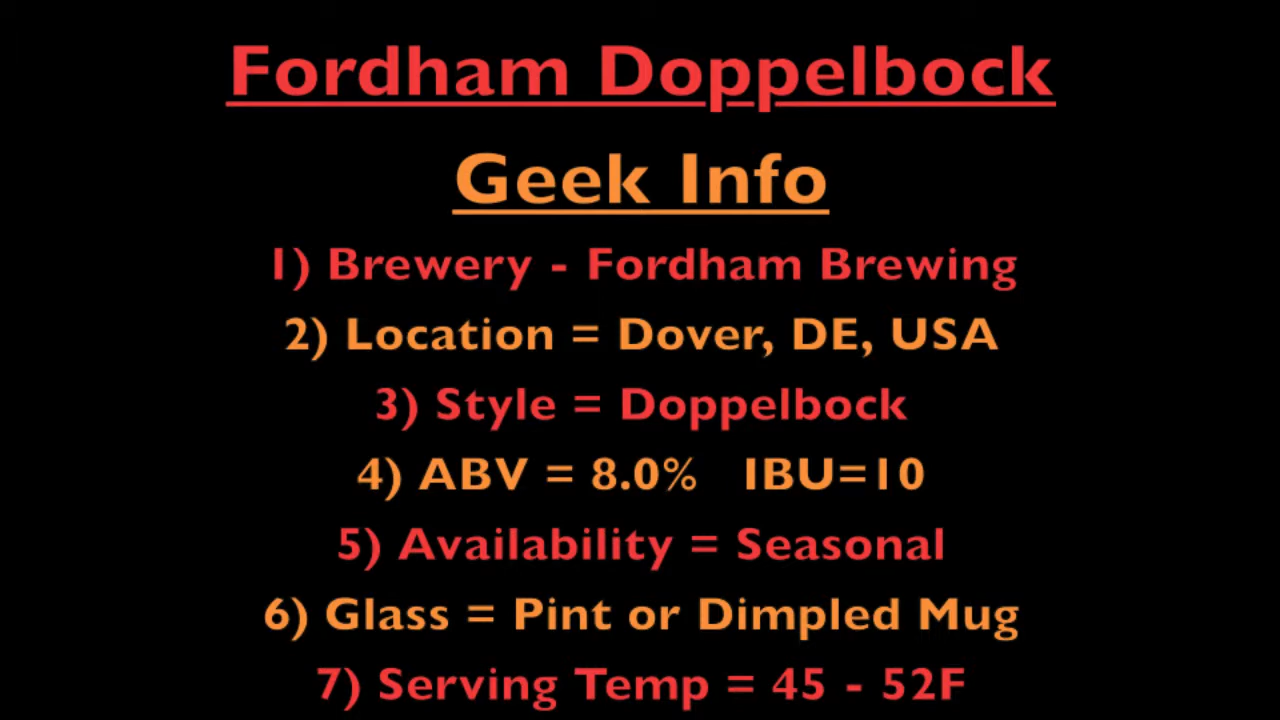 Fordham Doppelbock
Geek Info
1) Brewery - Fordham Brewing
2) Location = Dover, DE, USA
3) Style = Doppelbock
4) ABV = 8.0%   IBU=10
5) Availability = Seasonal
6) Glass = Pint or Dimpled Mug
7) Serving Temp = 45 - 52F